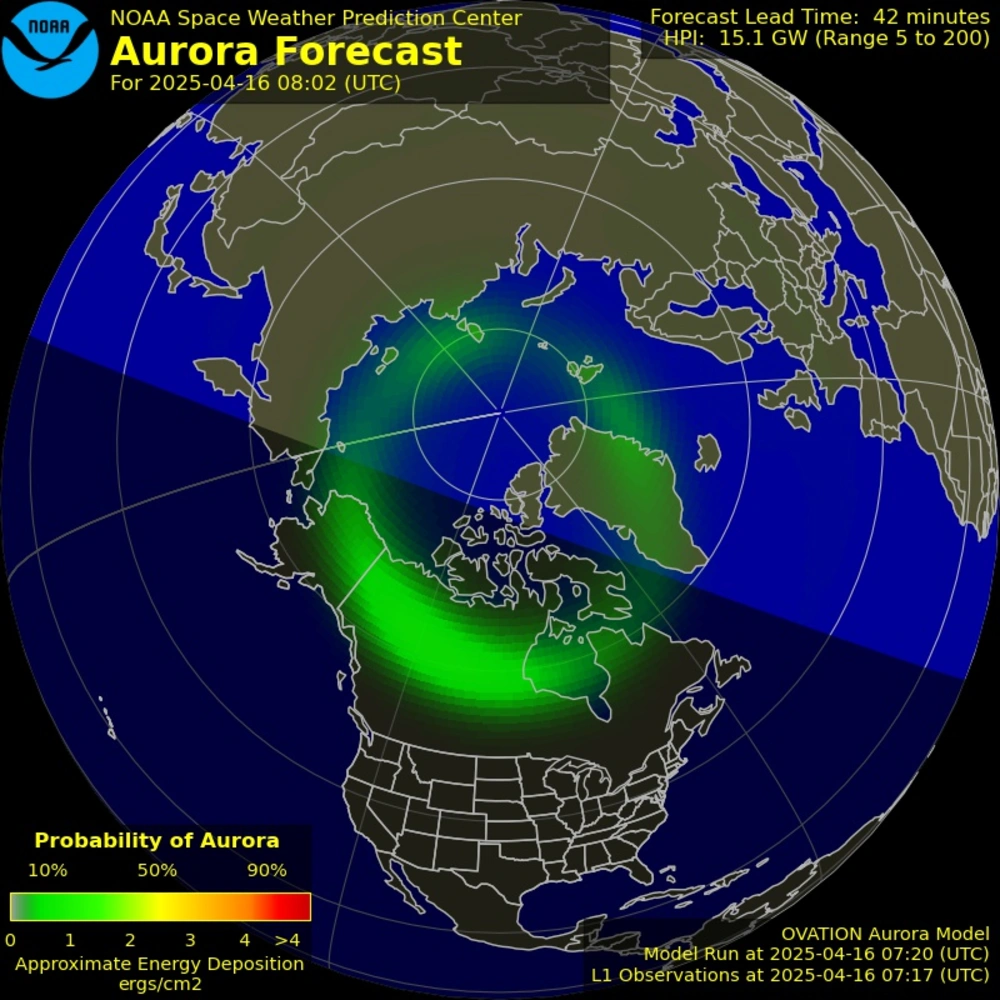 NOAA
NOAA Space Weather Prediction Center
Aurora Forecast
For 2025-04-16 08:02 (UTC)
Forecast Lead Time: 42 minutes
HPI: 15.1 GW (Range 5 to 200)
Probability of Aurora
10% 50% 90%
0 1 2 3 4 >4
Approximate Energy Deposition
ergs/cm2
OVATION Aurora Model
Model Run at 2025-04-16 07:20 (UTC)
L1 Observations at 2025-04-16 07:17 (UTC)